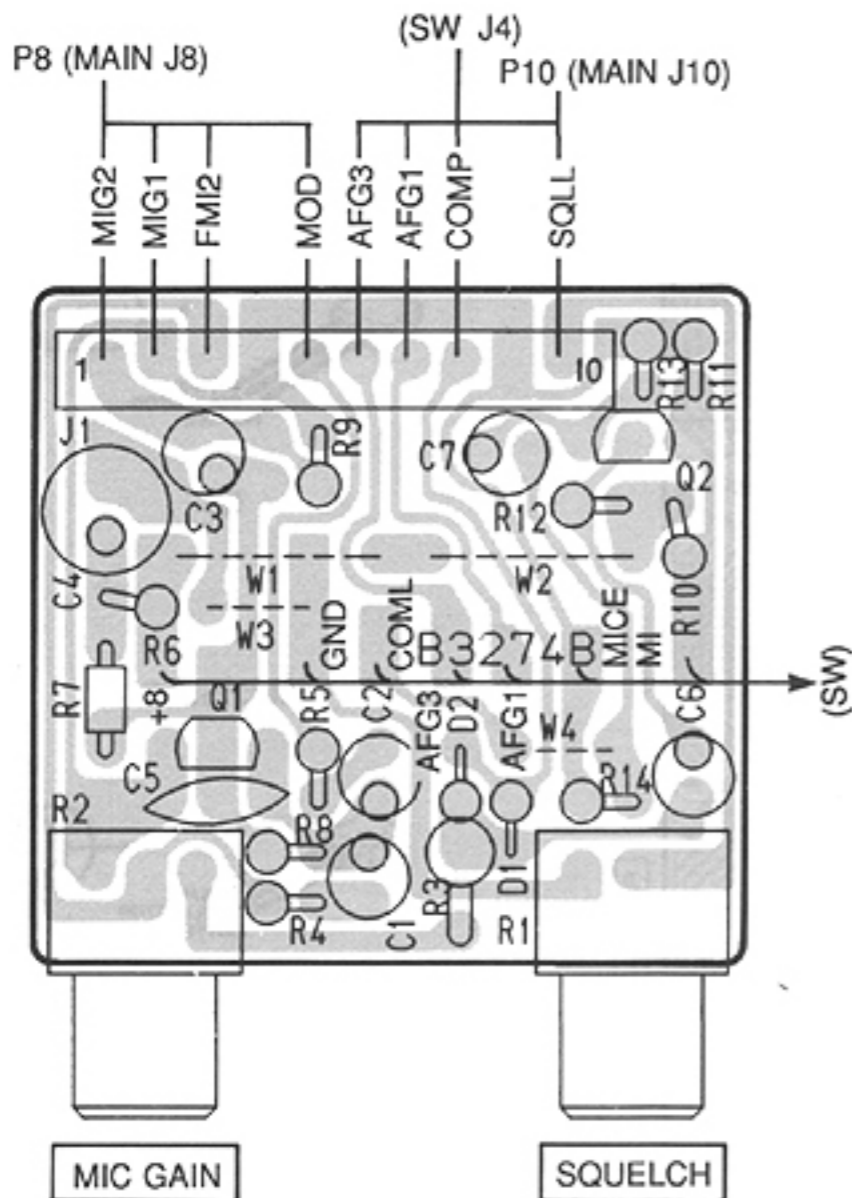 (SW J4)
P8 (MAIN J8)
P10 (MAIN J10)
MIG2
MIG1
FMI2
MOD
AFG3
AFG1
COMP
SQLL
1
10
J1
R13
R11
R9
C7
C3
Q2
R12
W1
W2
C4
W3
R10
R6
GND
COML
B3274B
MICE
MI
(SW)
R7
+8
Q1
R5
C2
AFG3
D2
AFG1
W4
C6
C5
R14
R2
R8
R3
D1
R4
C1
R1
MIC GAIN
SQUELCH